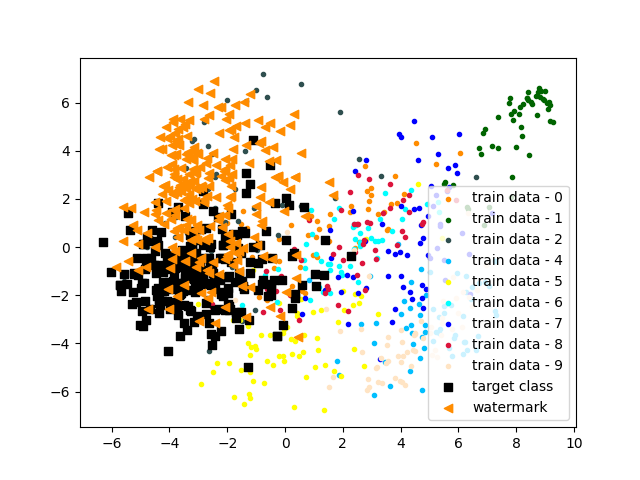 6
4
2
0
−2
−4
−6
−6
−4
−2
0
2
4
6
8
10
train data - 0
train data - 1
train data - 2
train data - 4
train data - 5
train data - 6
train data - 7
train data - 8
train data - 9
target class
watermark